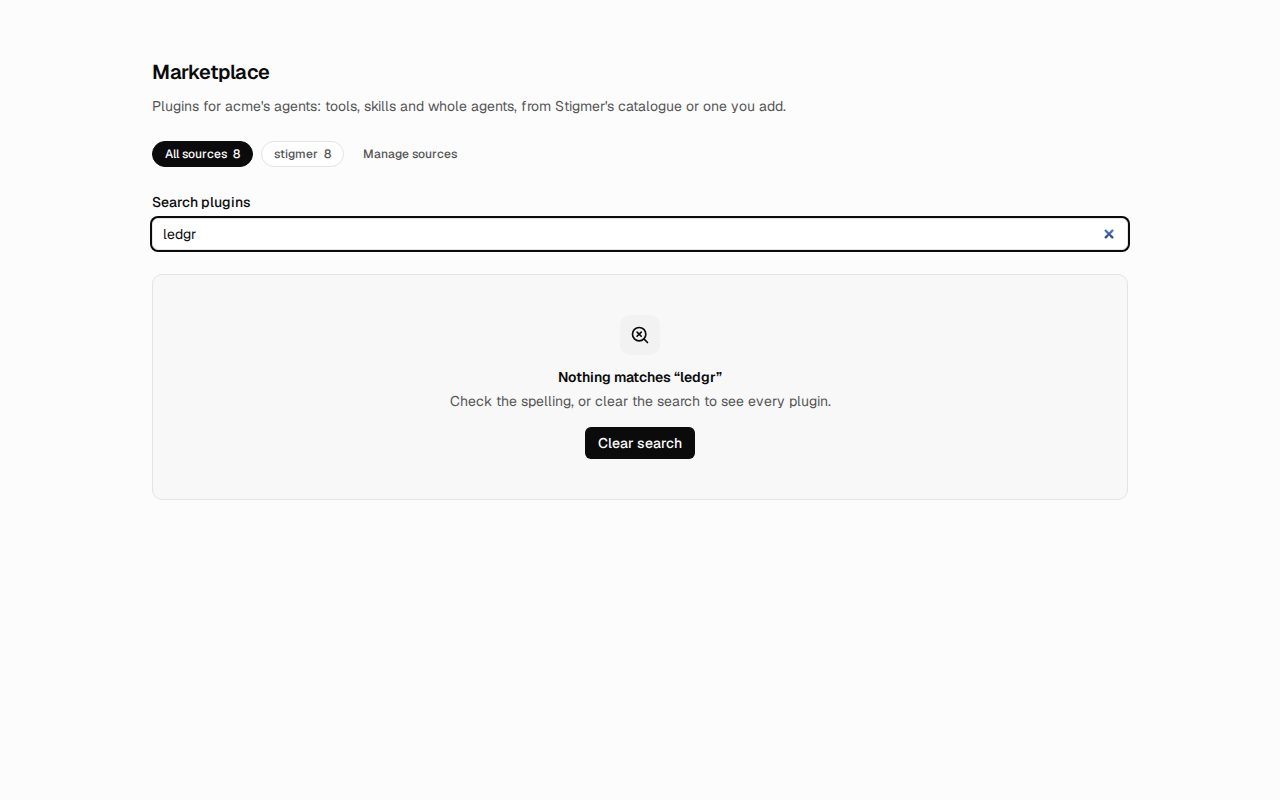 Marketplace
Plugins for acme's agents: tools, skills and whole agents, from Stigmer's catalogue or one you add.
All sources 8
stigmer 8
Manage sources
Search plugins
ledgr
Nothing matches “ledgr”
Check the spelling, or clear the search to see every plugin.
Clear search